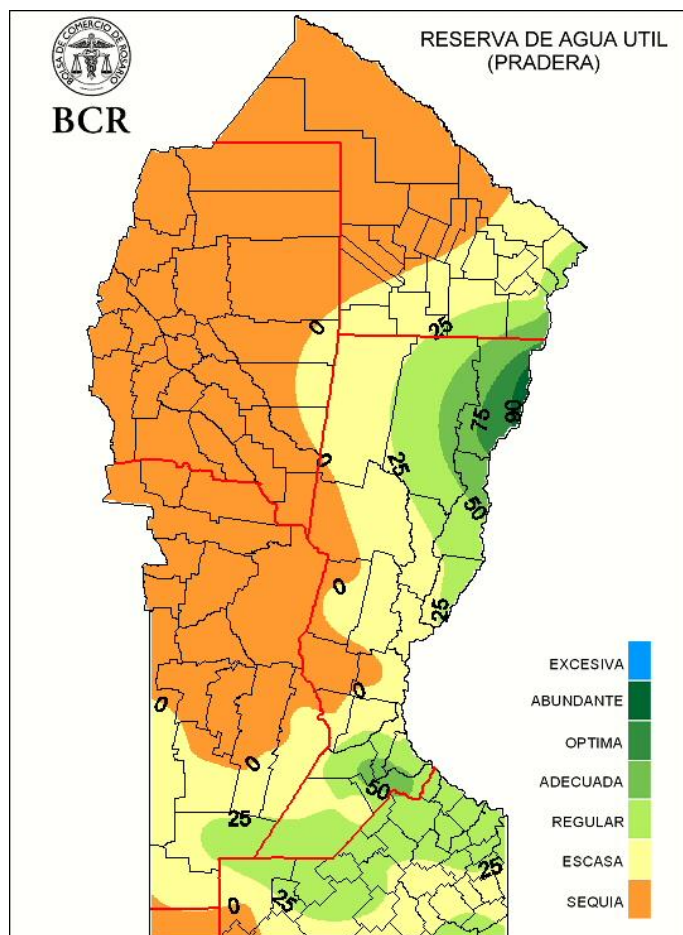 BOLSA DE COMERCIO DE ROSARIO
BCR
RESERVA DE AGUA UTIL
(PRADERA)
0
25
75
90
0
25
50
0
25
0
0
0
50
25
25
0
25
EXCESIVA
ABUNDANTE
OPTIMA
ADECUADA
REGULAR
ESCASA
SEQUIA